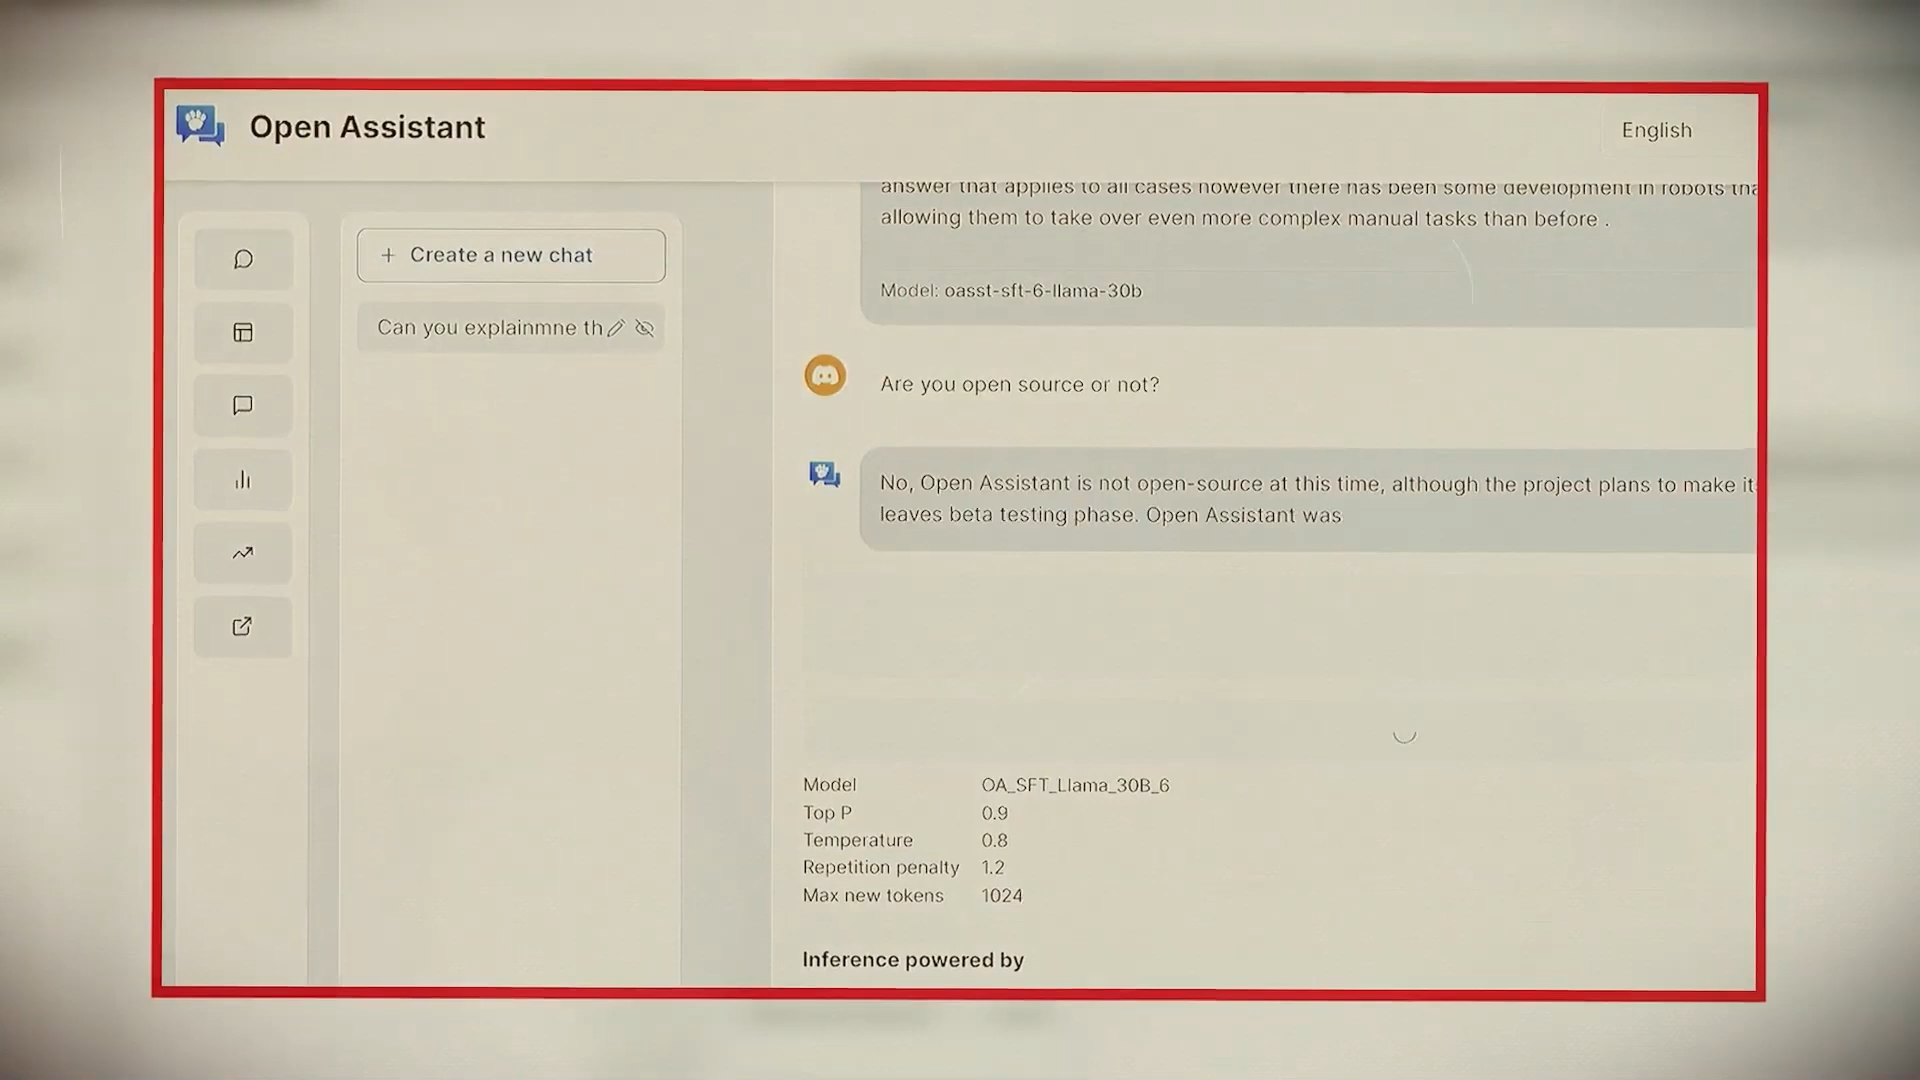 Open Assistant
English
+ Create a new chat
Can you explainmne th
answer that applies to all cases however there has been some development in robots tha
allowing them to take over even more complex manual tasks than before .
Model: oasst-sft-6-llama-30b
Are you open source or not?
No, Open Assistant is not open-source at this time, although the project plans to make it
leaves beta testing phase. Open Assistant was
Model OA_SFT_Llama_30B_6
Top P 0.9
Temperature 0.8
Repetition penalty 1.2
Max new tokens 1024
Inference powered by